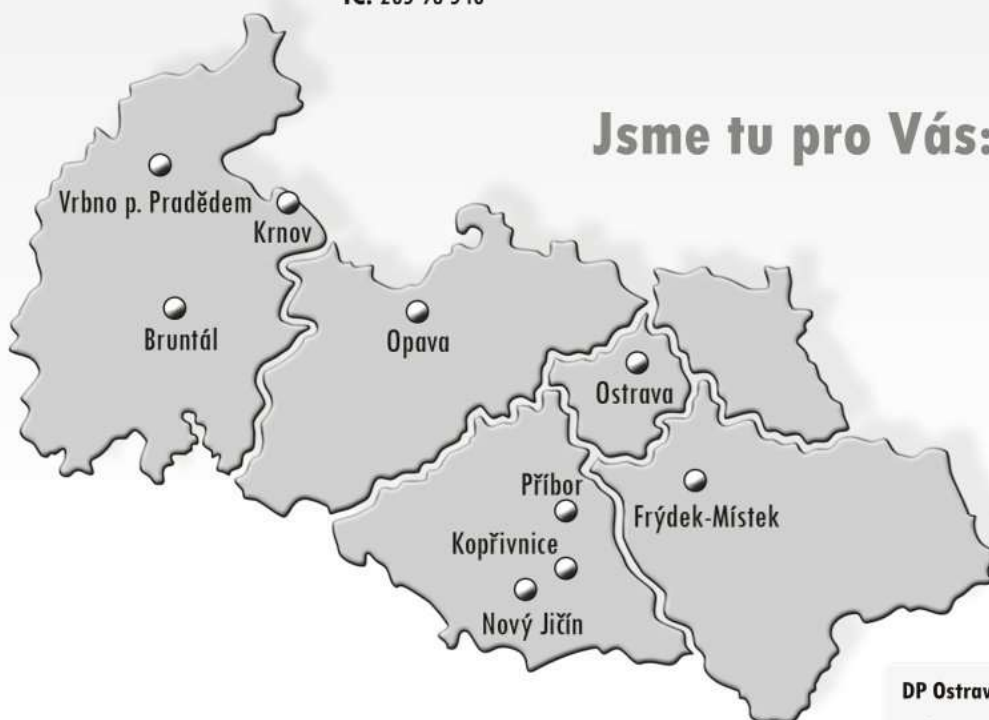 Jsme tu pro Vás:
Vrbno p. Pradědem
Krnov
Bruntál
Opava
Ostrava
Příbor
Frýdek-Místek
Kopřivnice
Nový Jičín